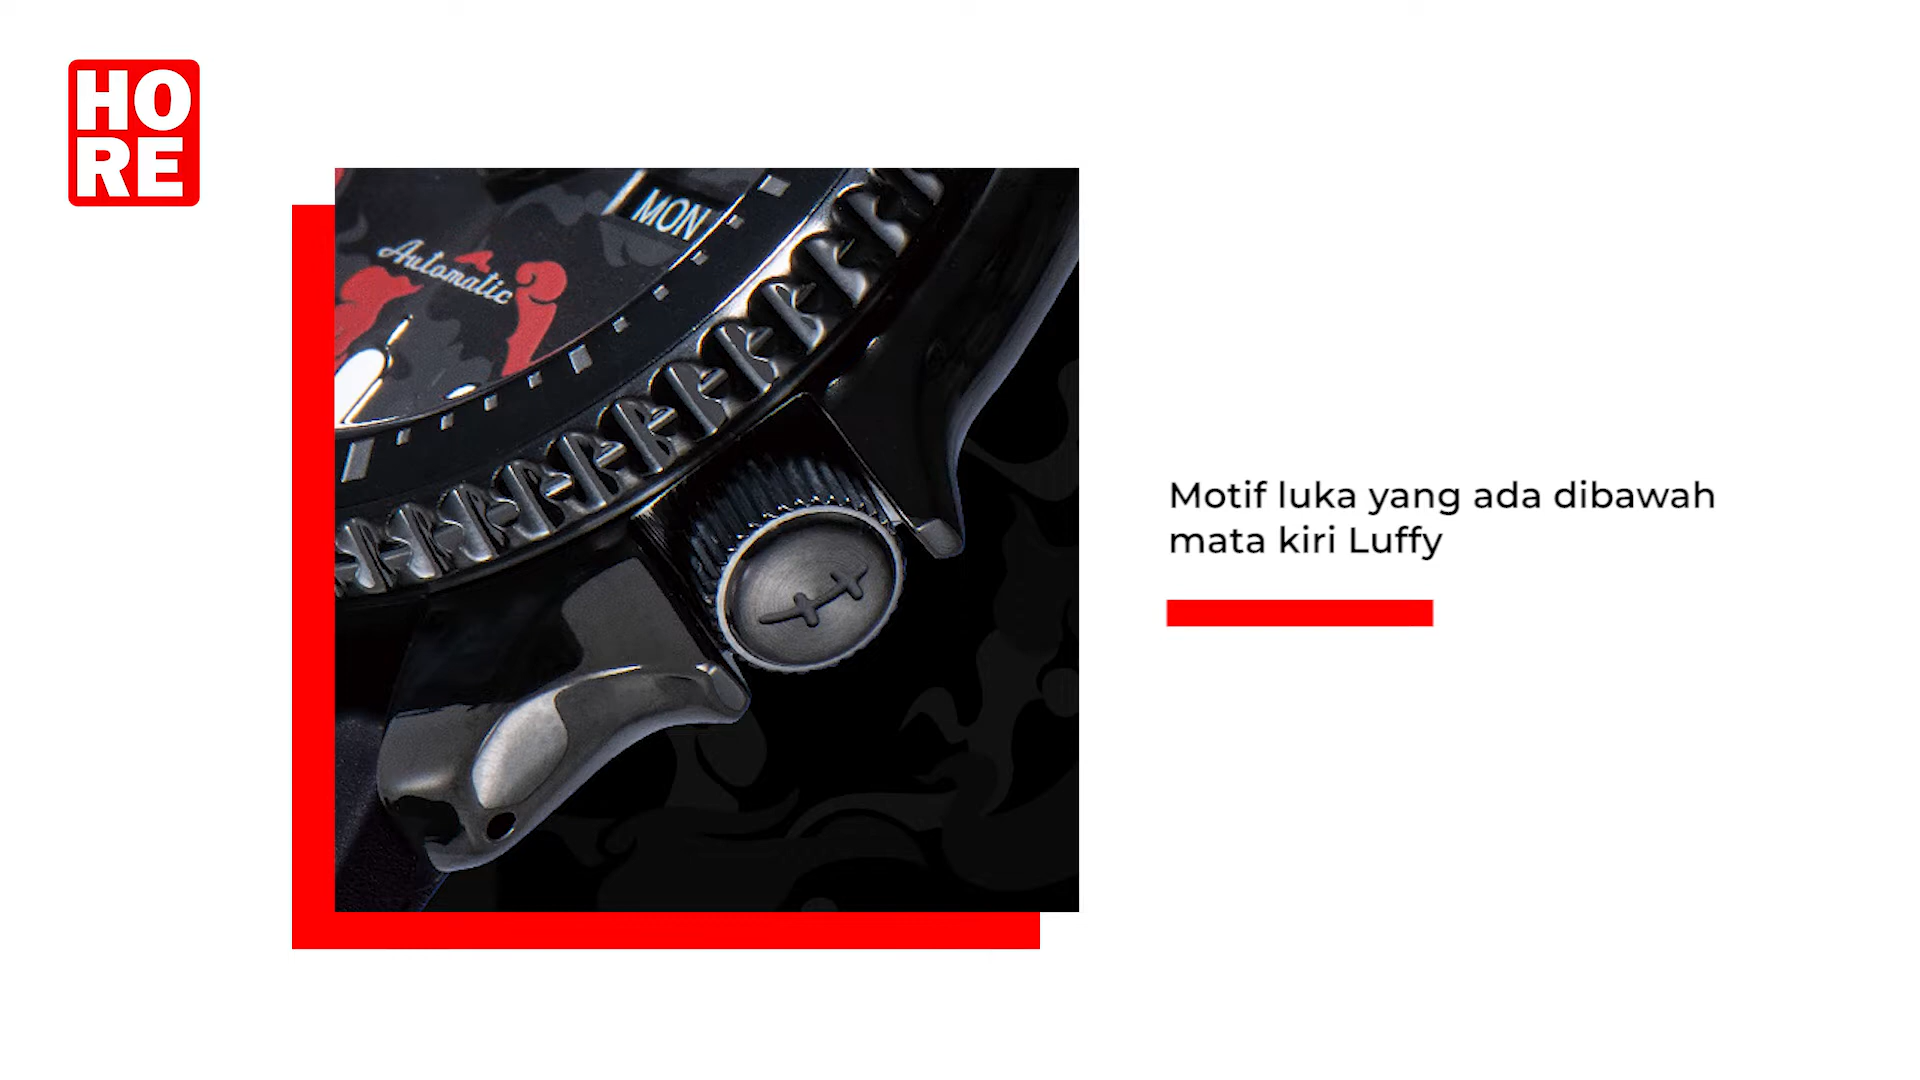 HO
RE
MON
Automatic
Motif luka yang ada dibawah
mata kiri Luffy